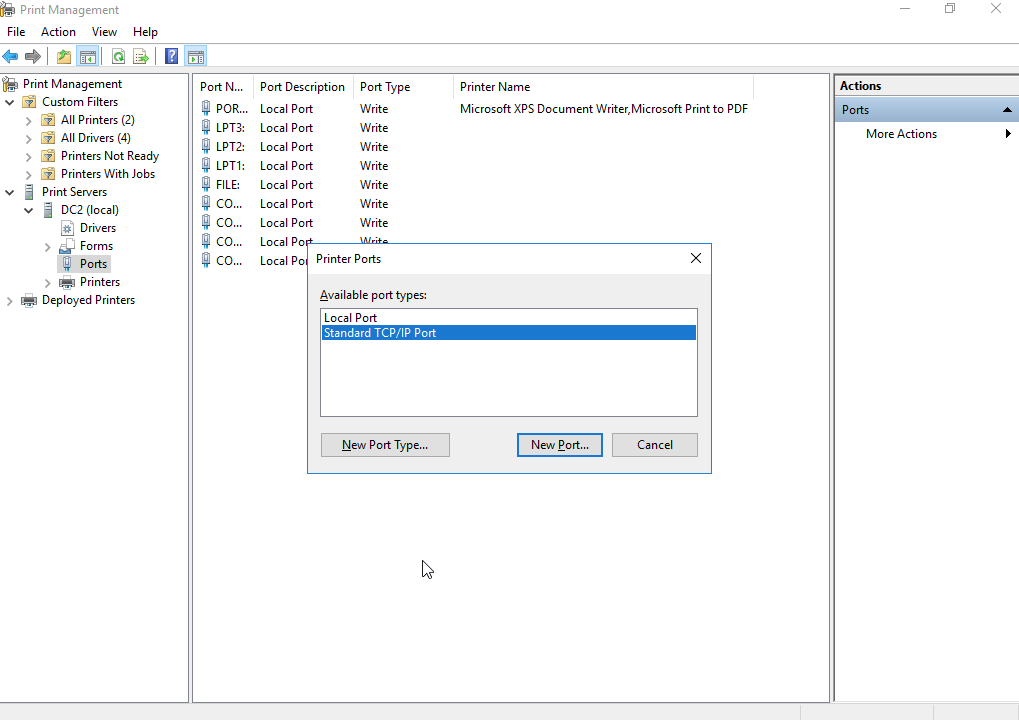 Print Management
File Action View Help
Print Management
Custom Filters
All Printers (2)
All Drivers (4)
Printers Not Ready
Printers With Jobs
Print Servers
DC2 (local)
Drivers
Forms
Ports
Printers
Deployed Printers
Port N... Port Description Port Type Printer Name
POR... Local Port Write Microsoft XPS Document Writer,Microsoft Print to PDF
LPT3: Local Port Write
LPT2: Local Port Write
LPT1: Local Port Write
FILE: Local Port Write
CO... Local Port Write
CO... Local Port Write
CO... Local Port Write
CO... Local Por
Printer Ports
Available port types:
Local Port
Standard TCP/IP Port
New Port Type... New Port... Cancel
Actions
Ports
More Actions